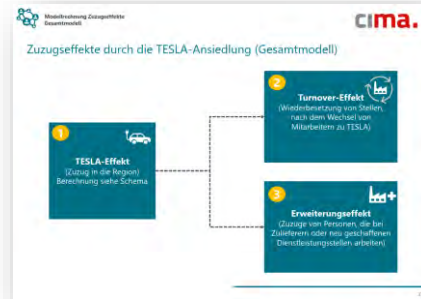 Modellrechnung Zuzugseffekte
Gesamtmodell
cima.
Zuzugseffekte durch die TESLA-Ansiedlung (Gesamtmodell)
1
TESLA-Effekt
(Zuzug in die Region)
Berechnung siehe Schema
2
Turnover-Effekt
(Wiederbesetzung von Stellen,
nach dem Wechsel von
Mitarbeitern zu TESLA)
3
Erweiterungseffekt
(Zuzüge von Personen, die bei
Zulieferern oder neu geschaffenen
Dienstleistungsstellen arbeiten)